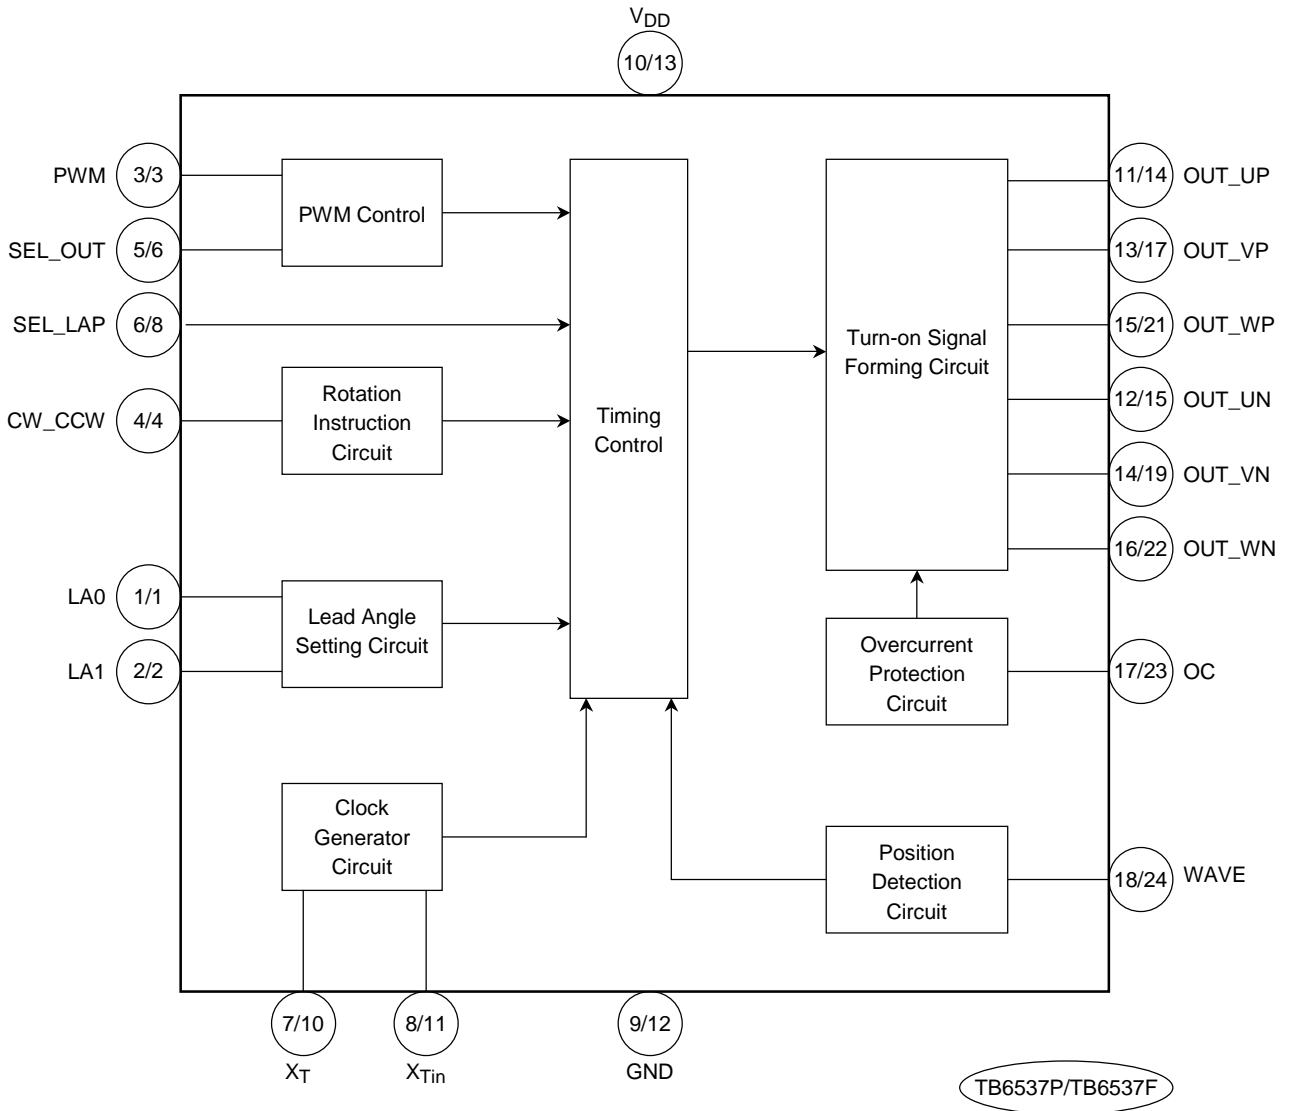 VDD
10/13
PWM
3/3
PWM Control
SEL_OUT
5/6
SEL_LAP
6/8
CW_CCW
4/4
Rotation
Instruction
Circuit
LA0
1/1
Lead Angle
Setting Circuit
LA1
2/2
Clock
Generator
Circuit
Timing
Control
Turn-on Signal
Forming Circuit
11/14
OUT_UP
13/17
OUT_VP
15/21
OUT_WP
12/15
OUT_UN
14/19
OUT_VN
16/22
OUT_WN
Overcurrent
Protection
Circuit
17/23
OC
Position
Detection
Circuit
18/24
WAVE
7/10
XT
8/11
XTin
9/12
GND
TB6537P/TB6537F